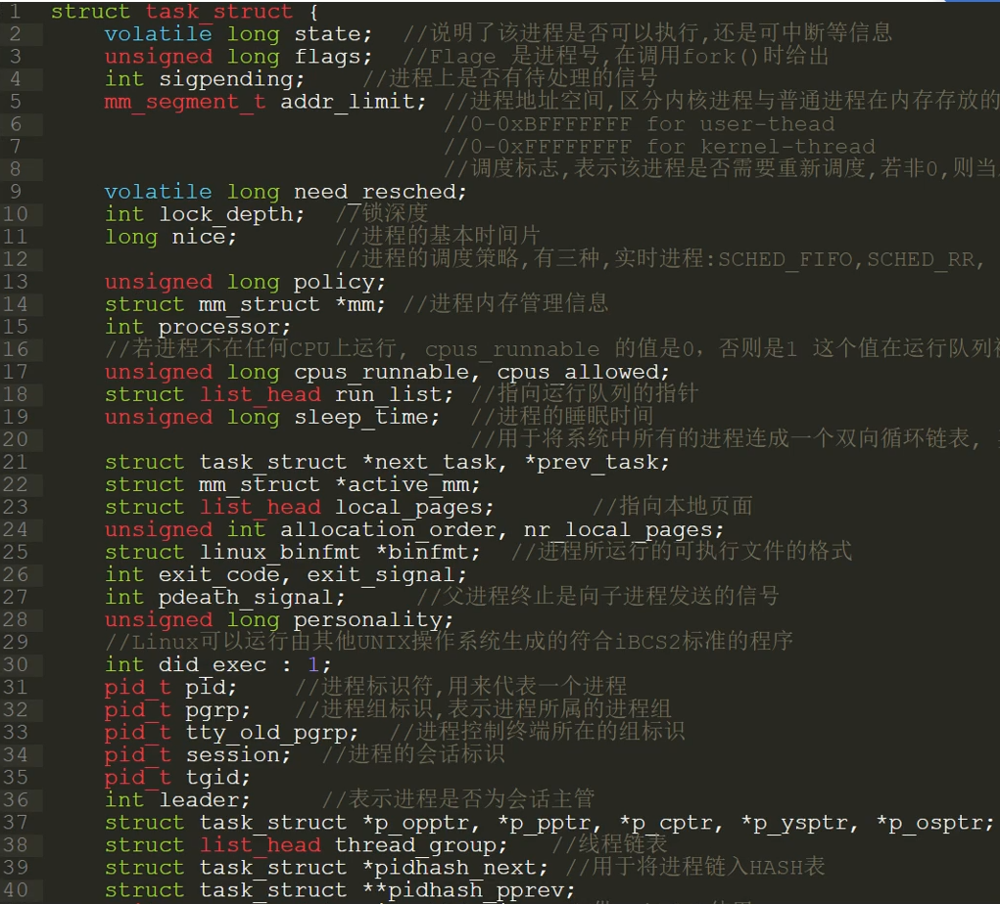 1 struct task_struct {
2 volatile long state; //说明了该进程是否可以执行,还是可中断等信息
3 unsigned long flags; //Flage 是进程号,在调用fork()时给出
4 int sigpending; //进程上是否有待处理的信号
5 mm_segment_t addr_limit; //进程地址空间,区分内核进程与普通进程在内存存放的
6 //0-0xBFFFFFFF for user-thead
7 //0-0xFFFFFFFF for kernel-thread
8 //调度标志,表示该进程是否需要重新调度,若非0,则当
9 volatile long need_resched;
10 int lock_depth; //锁深度
11 long nice; //进程的基本时间片
12 //进程的调度策略,有三种,实时进程:SCHED_FIFO,SCHED_RR,
13 unsigned long policy;
14 struct mm_struct *mm; //进程内存管理信息
15 int processor;
16 //若进程不在任何CPU上运行, cpus_runnable 的值是0，否则是1 这个值在运行队列
17 unsigned long cpus_runnable, cpus_allowed;
18 struct list_head run_list; //指向运行队列的指针
19 unsigned long sleep_time; //进程的睡眠时间
20 //用于将系统中所有的进程连成一个双向循环链表,
21 struct task_struct *next_task, *prev_task;
22 struct mm_struct *active_mm;
23 struct list_head local_pages; //指向本地页面
24 unsigned int allocation_order, nr_local_pages;
25 struct linux_binfmt *binfmt; //进程所运行的可执行文件的格式
26 int exit_code, exit_signal;
27 int pdeath_signal; //父进程终止是向子进程发送的信号
28 unsigned long personality;
29 //Linux可以运行由其他UNIX操作系统生成的符合iBCS2标准的程序
30 int did_exec : 1;
31 pid_t pid; //进程标识符,用来代表一个进程
32 pid_t pgrp; //进程组标识,表示进程所属的进程组
33 pid_t tty_old_pgrp; //进程控制终端所在的组标识
34 pid_t session; //进程的会话标识
35 pid_t tgid;
36 int leader; //表示进程是否为会话主管
37 struct task_struct *p_opptr, *p_pptr, *p_cptr, *p_ysptr, *p_osptr;
38 struct list_head thread_group; //线程链表
39 struct task_struct *pidhash_next; //用于将进程链入HASH表
40 struct task_struct **pidhash_pprev;